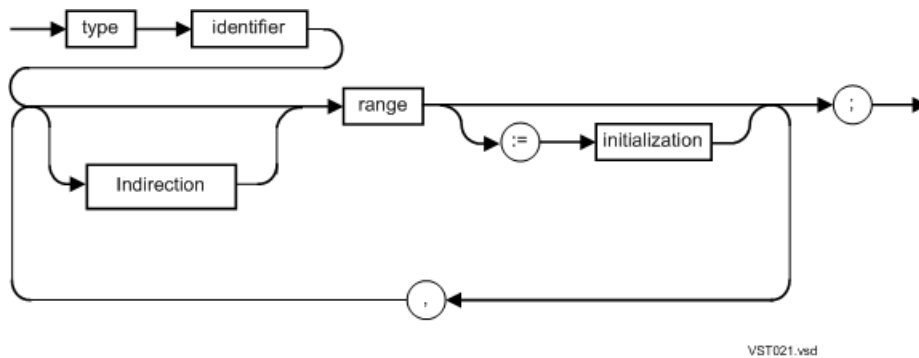 type identifier
range := initialization ;
Indirection
,
VST021.vsd